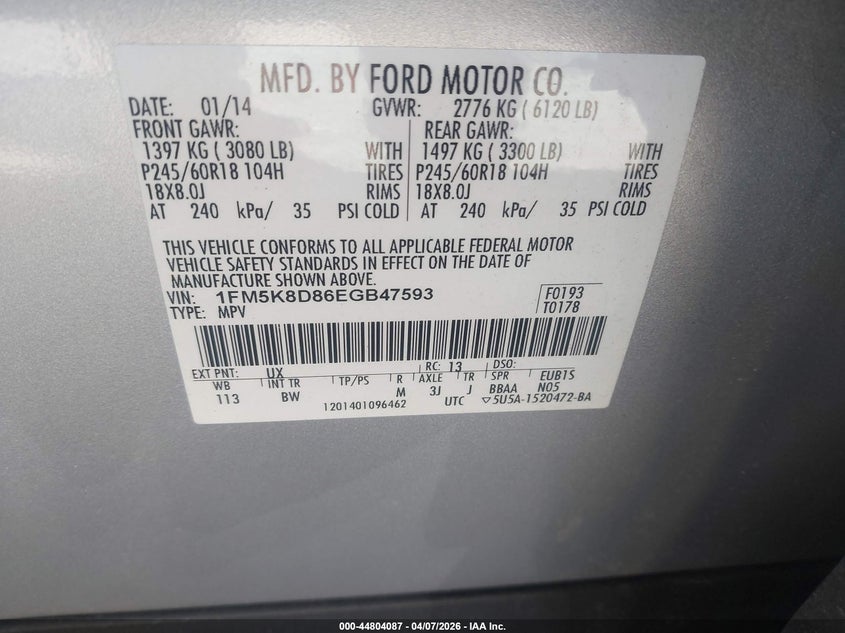 MFD. BY FORD MOTOR CO.
DATE: 01/14 GVWR: 2776 KG ( 6120 LB)
FRONT GAWR: REAR GAWR:
1397 KG ( 3080 LB) WITH 1497 KG ( 3300 LB) WITH
P245/60R18 104H TIRES P245/60R18 104H TIRES
18X8.0J RIMS 18X8.0J RIMS
AT 240 kPa/ 35 PSI COLD AT 240 kPa/ 35 PSI COLD
THIS VEHICLE CONFORMS TO ALL APPLICABLE FEDERAL MOTOR
VEHICLE SAFETY STANDARDS IN EFFECT ON THE DATE OF
MANUFACTURE SHOWN ABOVE.
VIN: 1FM5K8D86EGB47593 F0193
TYPE: MPV T0178
EXT PNT: UX RC: 13 DSO:
WB INT TR TP/PS R AXLE TR SPR EUB1S
113 BW M 3J J BBAA N05
1201401096462 UTC ▽5U5A-1520472-BA
000-44804087 - 04/07/2026 - IAA Inc.